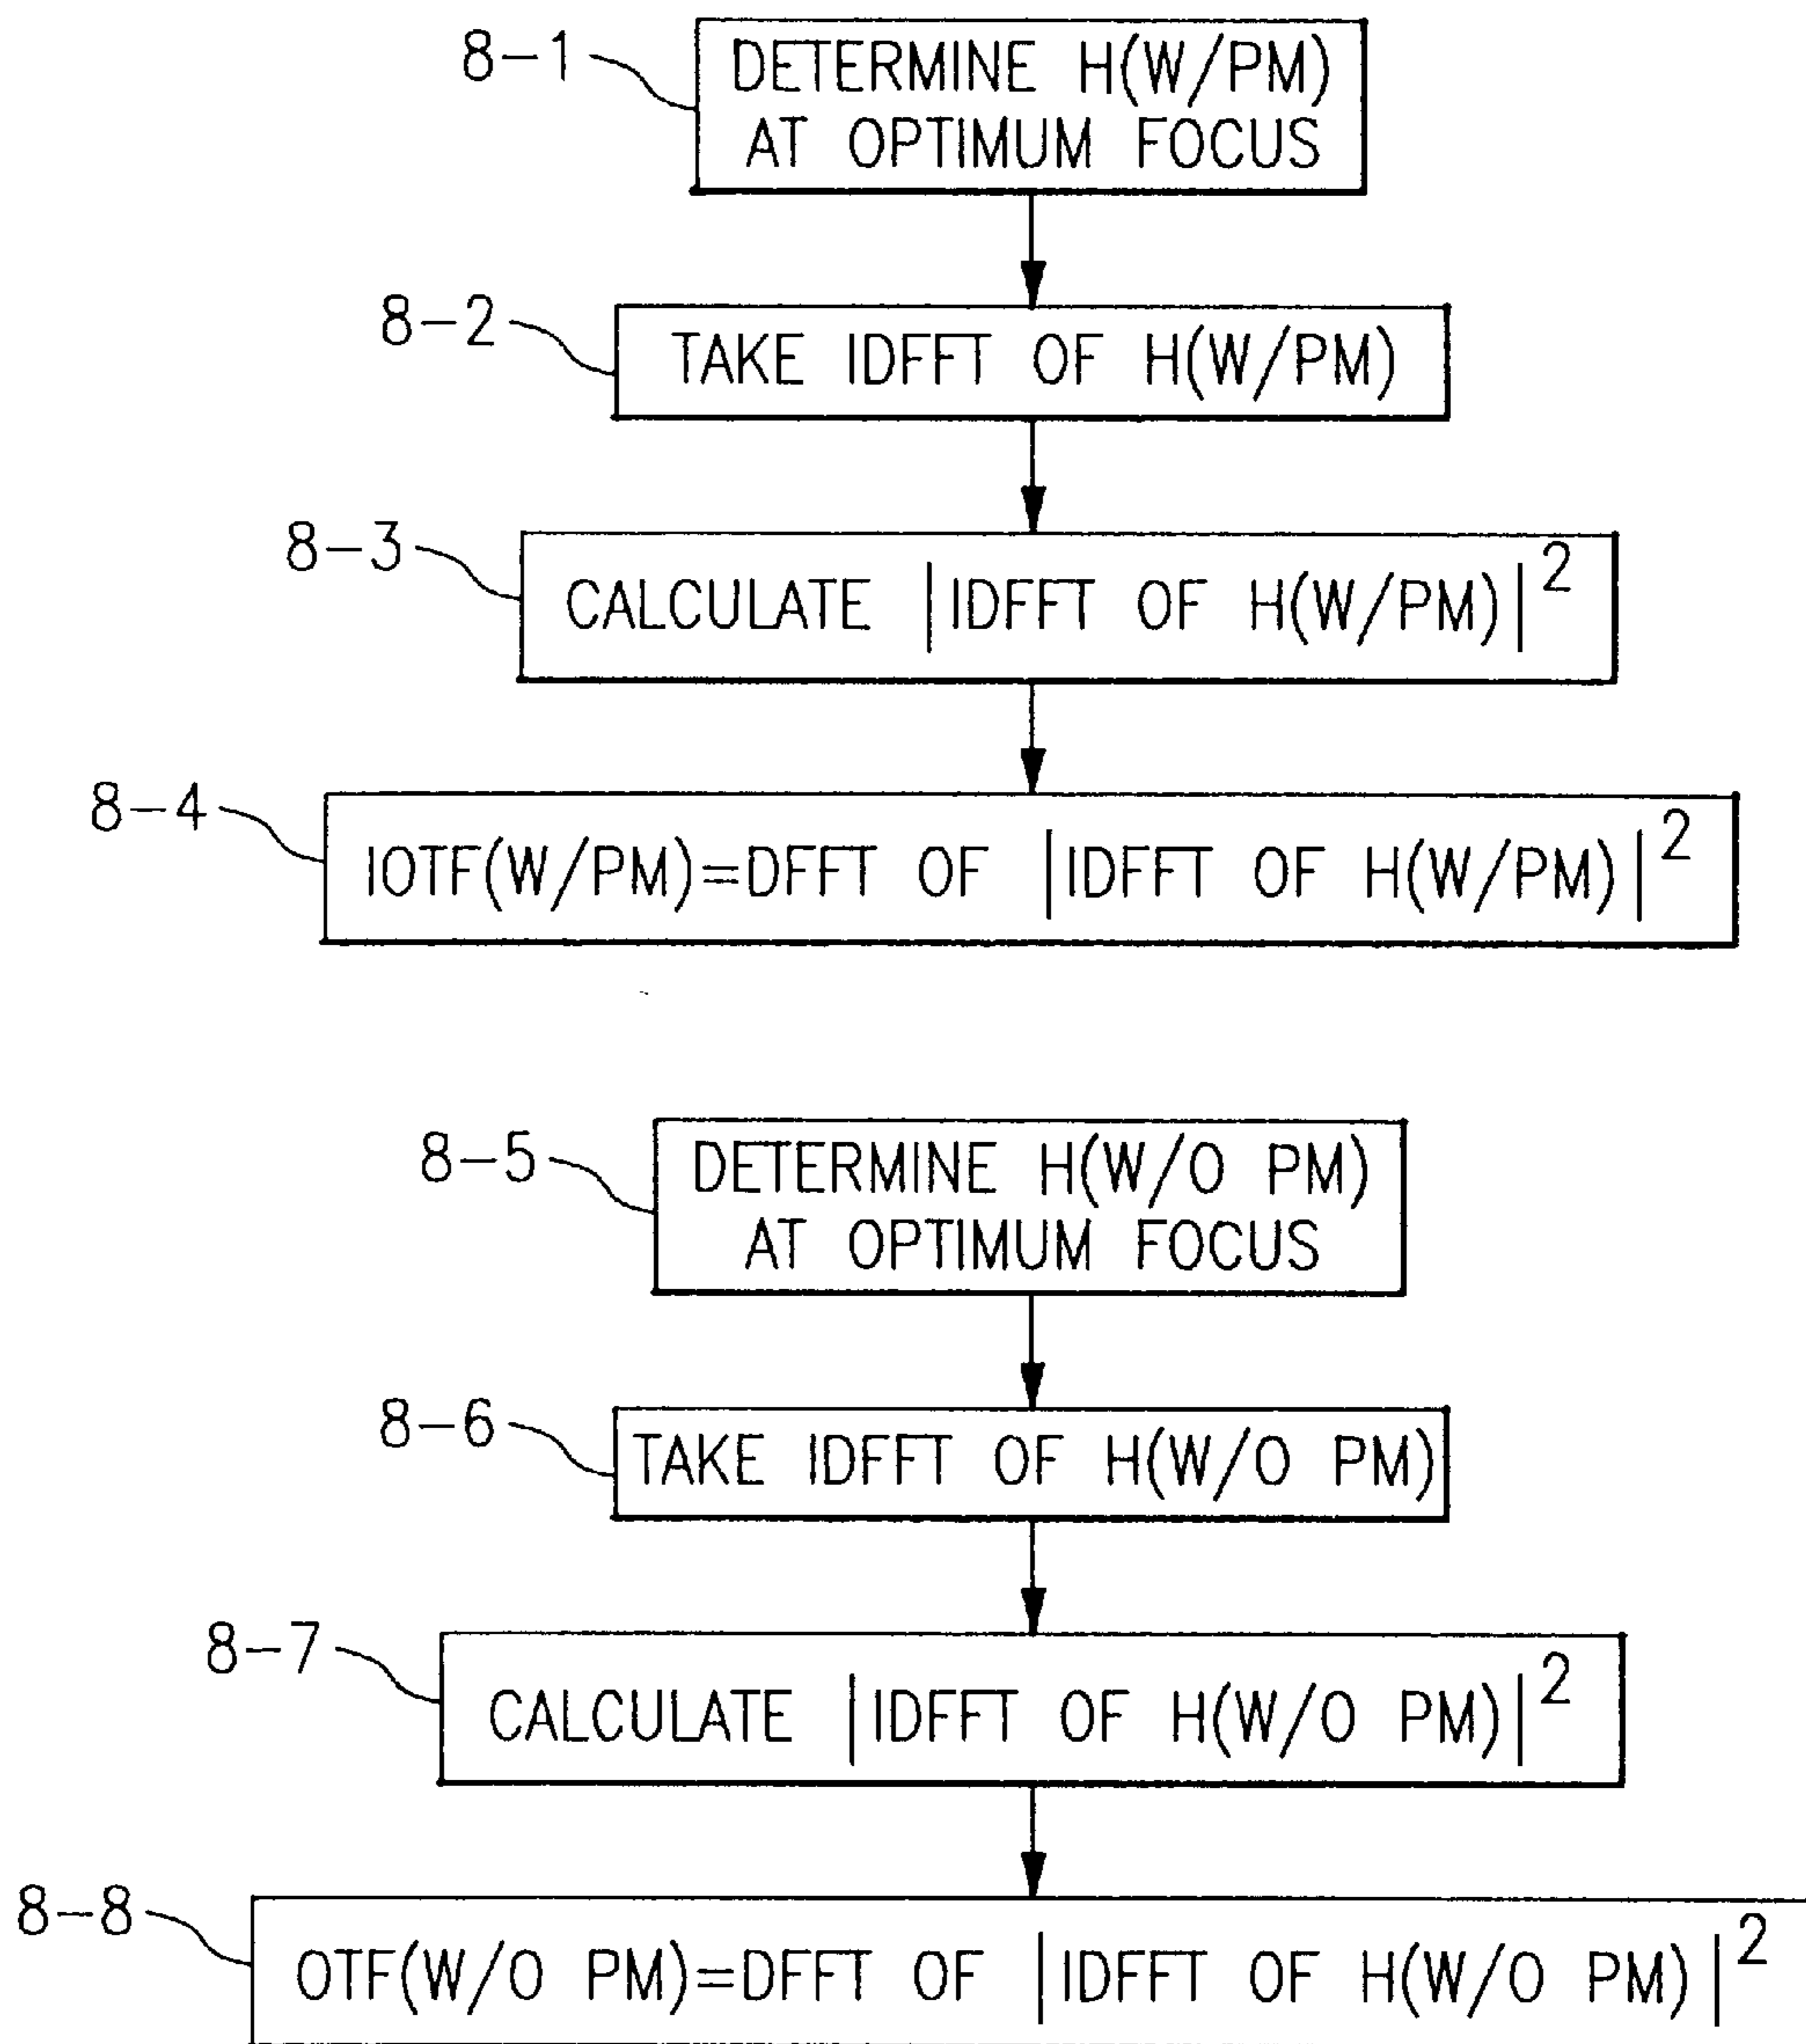 8-1
DETERMINE H(W/PM)
AT OPTIMUM FOCUS
8-2
TAKE IDFFT OF H(W/PM)
8-3
CALCULATE |IDFFT OF H(W/PM)|²
8-4
IOTF(W/PM)=DFFT OF |IDFFT OF H(W/PM)|²
8-5
DETERMINE H(W/O PM)
AT OPTIMUM FOCUS
8-6
TAKE IDFFT OF H(W/O PM)
8-7
CALCULATE |IDFFT OF H(W/O PM)|²
8-8
OTF(W/O PM)=DFFT OF |IDFFT OF H(W/O PM)|²